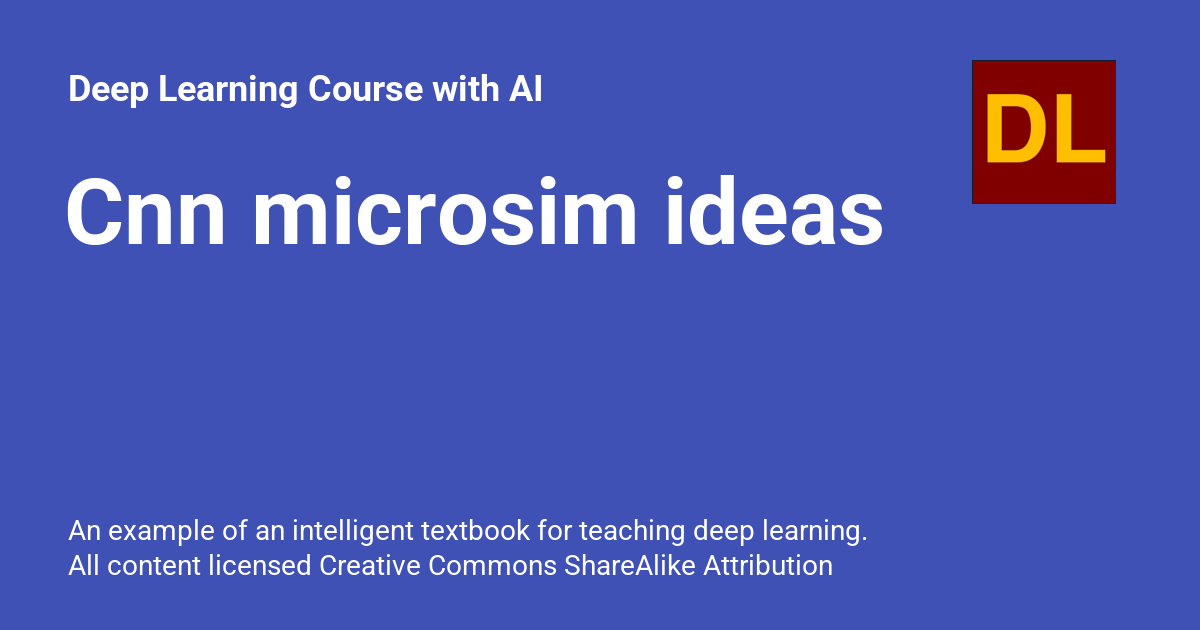 Deep Learning Course with AI
DL
Cnn microsim ideas
An example of an intelligent textbook for teaching deep learning.
All content licensed Creative Commons ShareAlike Attribution